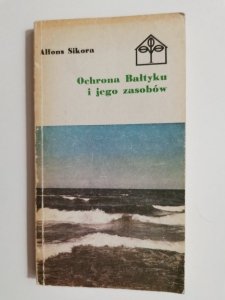 Alfons Sikora
Ochrona Bałtyku
i jego zasobów